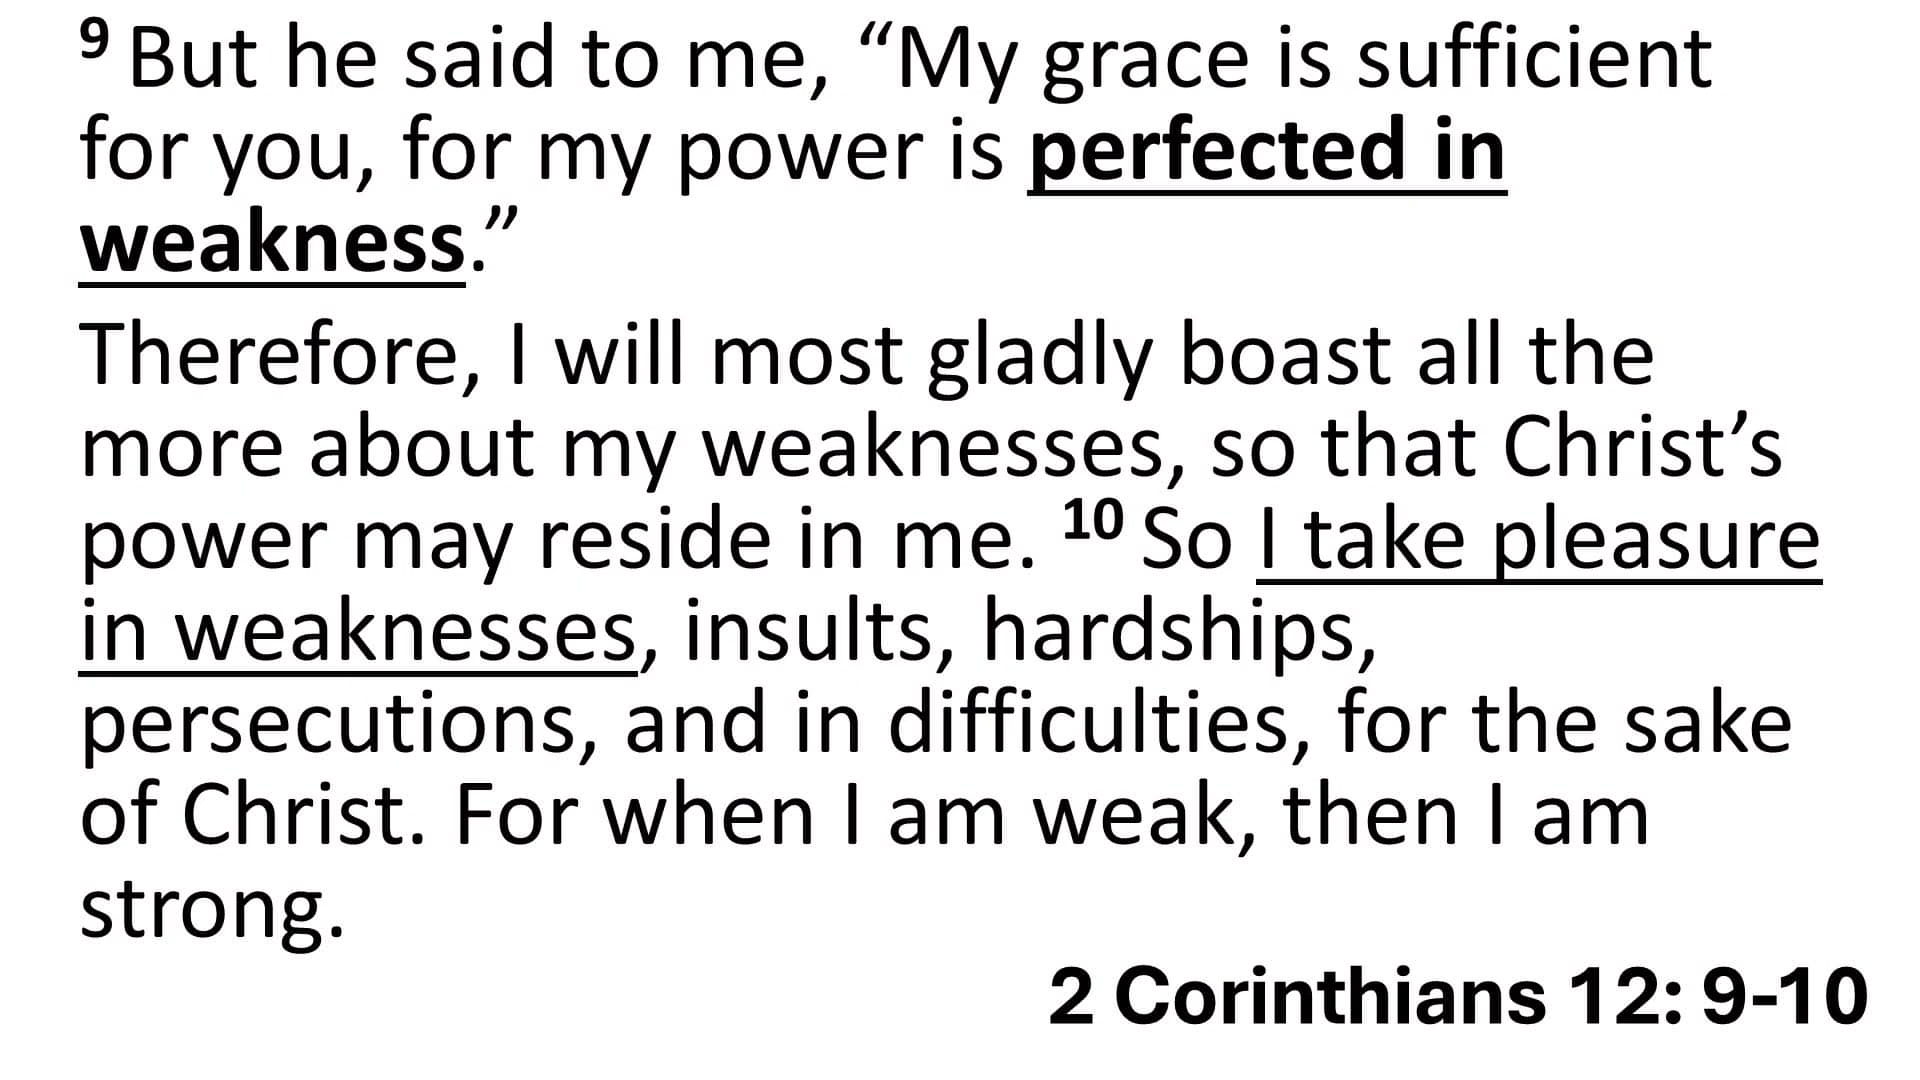 9 But he said to me, “My grace is sufficient
for you, for my power is perfected in
weakness.”
Therefore, I will most gladly boast all the
more about my weaknesses, so that Christ’s
power may reside in me. 10 So I take pleasure
in weaknesses, insults, hardships,
persecutions, and in difficulties, for the sake
of Christ. For when I am weak, then I am
strong.
2 Corinthians 12: 9-10